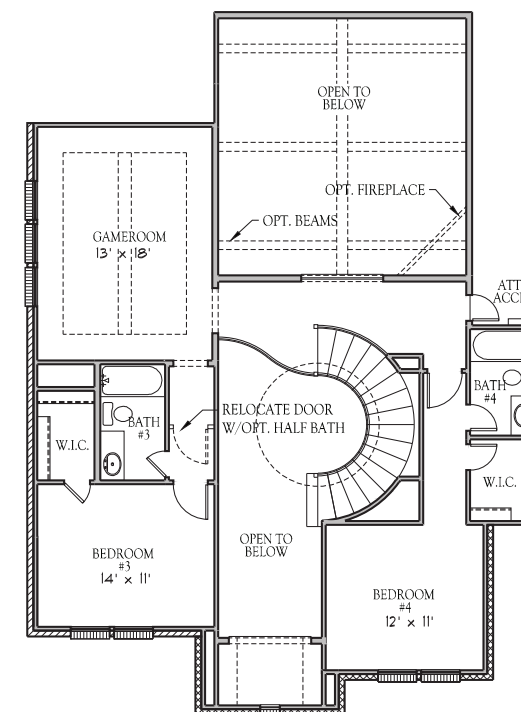 OPEN TO
BELOW
OPT. FIREPLACE
OPT. BEAMS
GAMEROOM
13' x 18'
ATT
ACCE
RELOCATE DOOR
W/OPT. HALF BATH
BATH
#3
BATH
#4
W.I.C.
W.I.C.
OPEN TO
BELOW
BEDROOM
#3
14' x 11'
BEDROOM
#4
12' x 11'